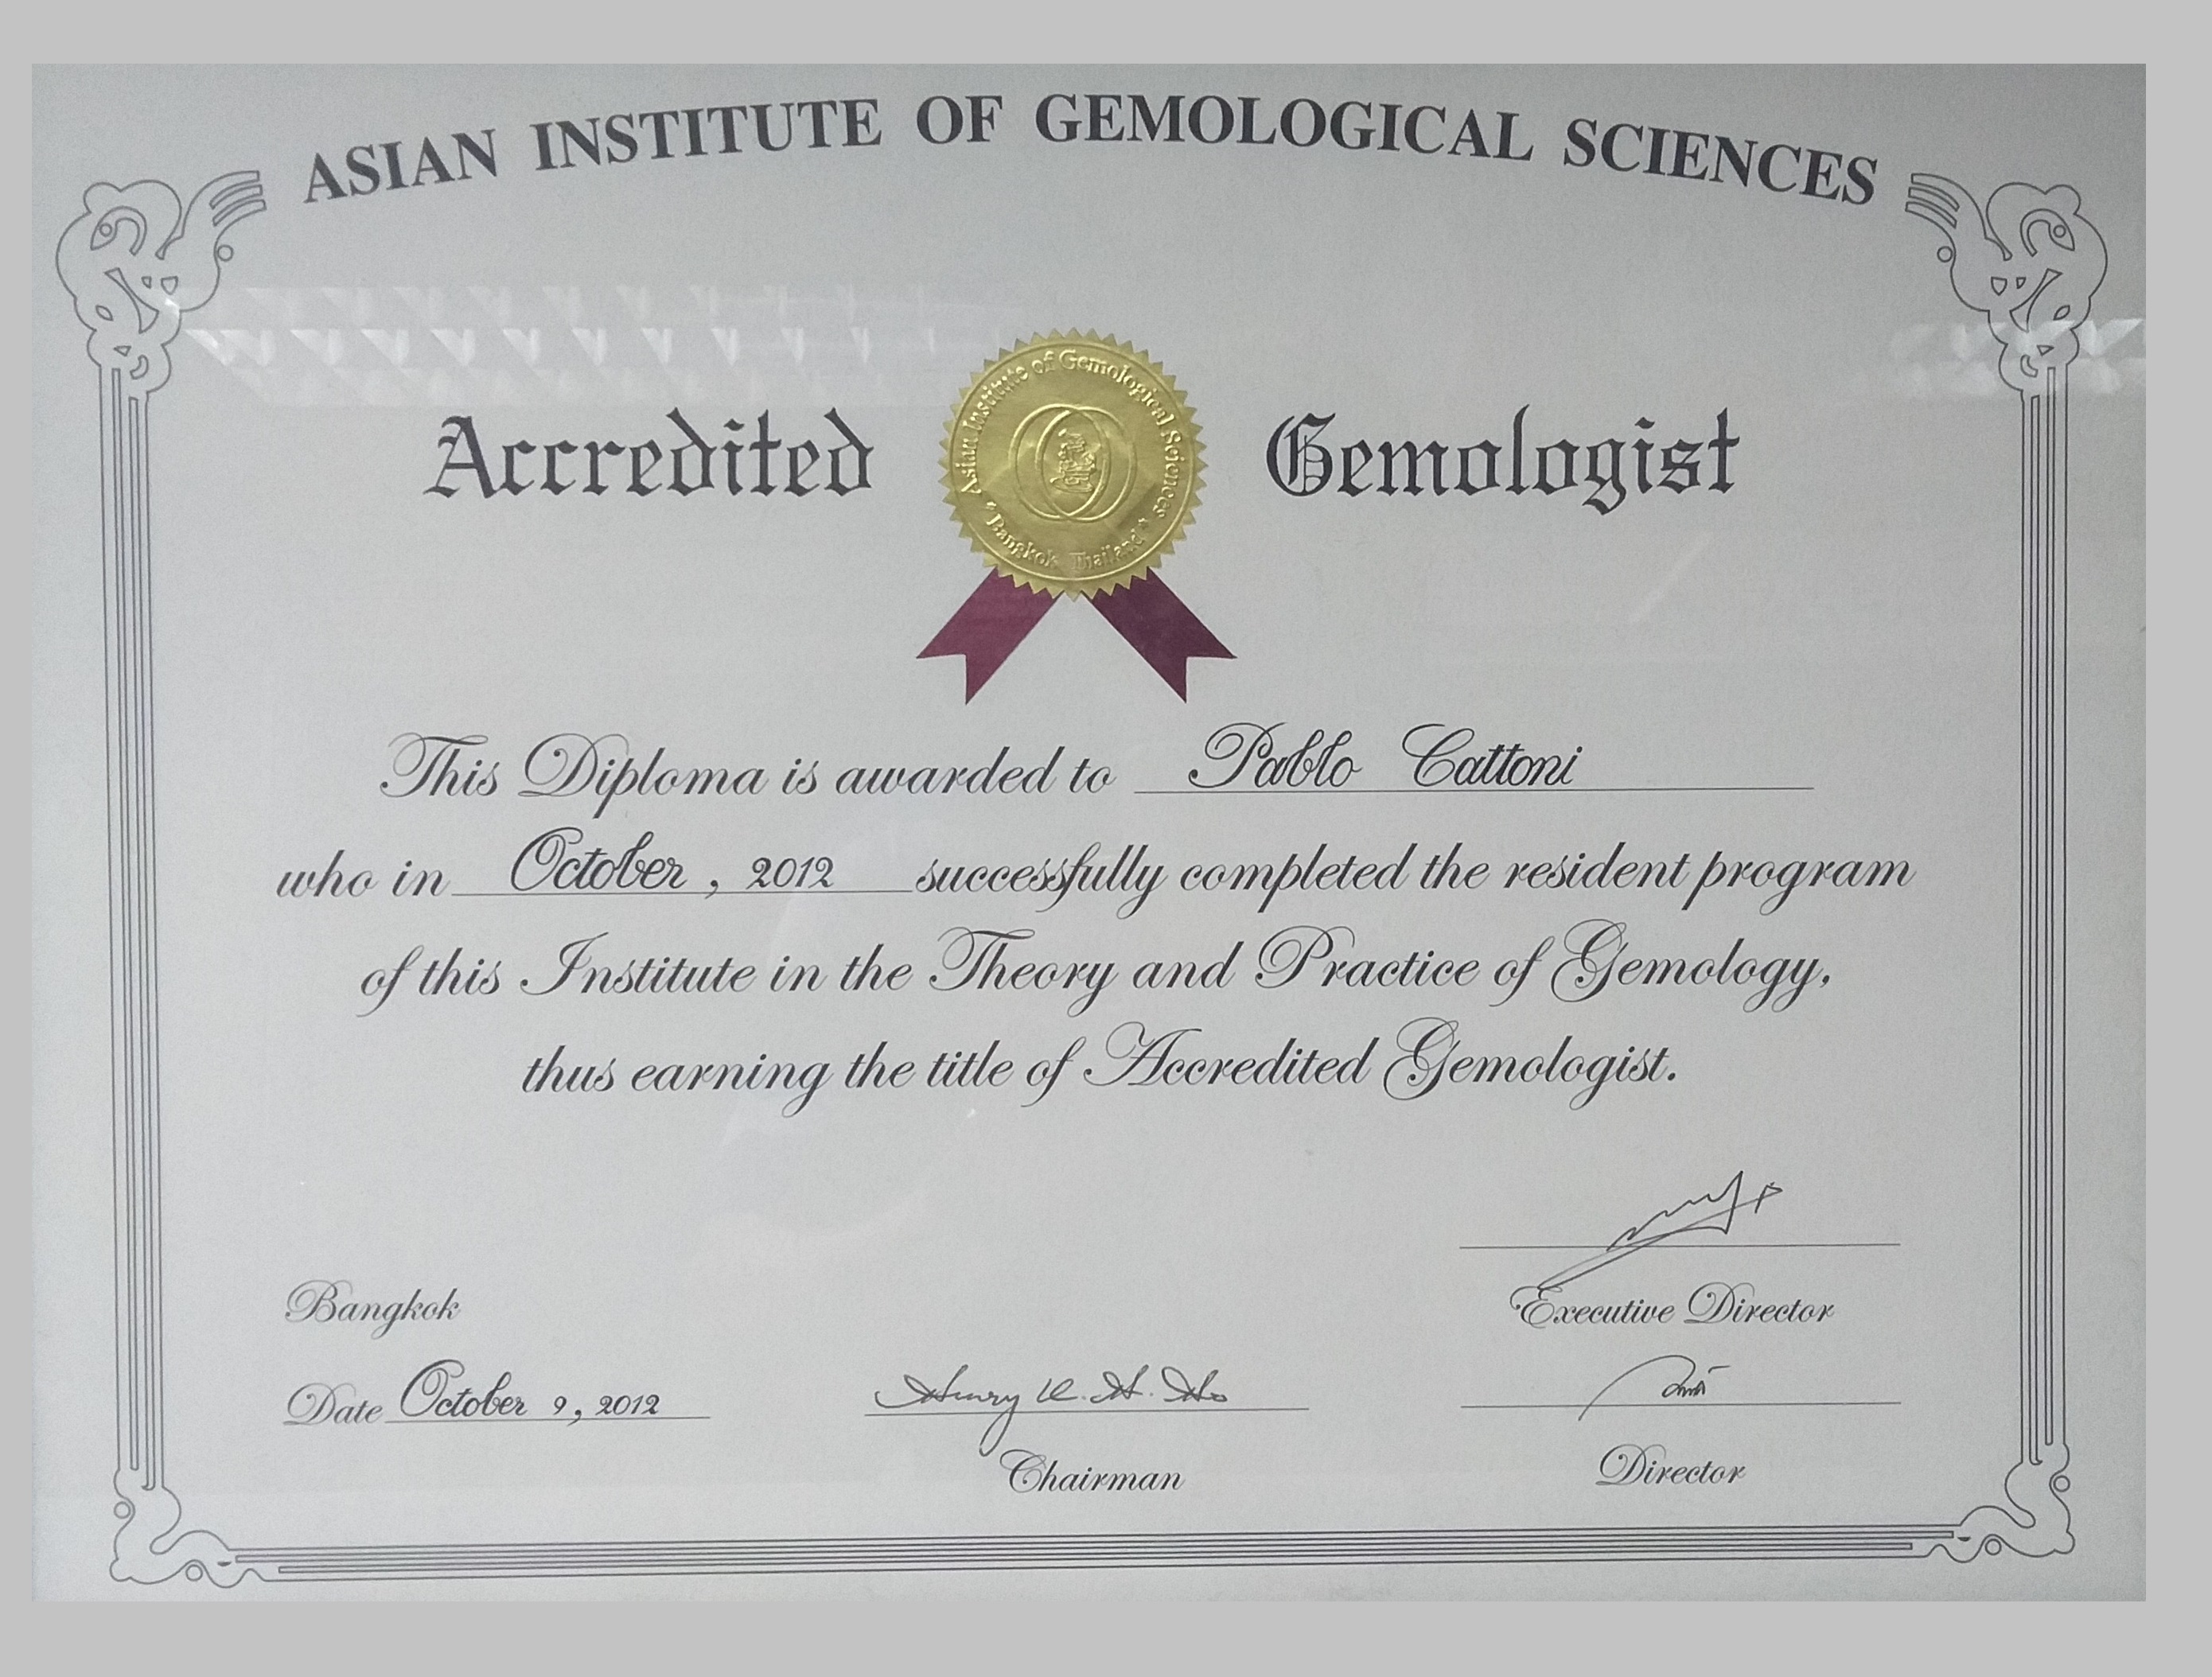 ASIAN INSTITUTE OF GEMOLOGICAL SCIENCES
Accredited Gemologist
Asian Institute of Gemological Sciences
Bangkok Thailand
This Diploma is awarded to Pablo Cattoni
who in October, 2012 successfully completed the resident program
of this Institute in the Theory and Practice of Gemology,
thus earning the title of Accredited Gemologist.
Executive Director
Bangkok
Date October 9, 2012
Henry K. H. Ho
Chairman
Director